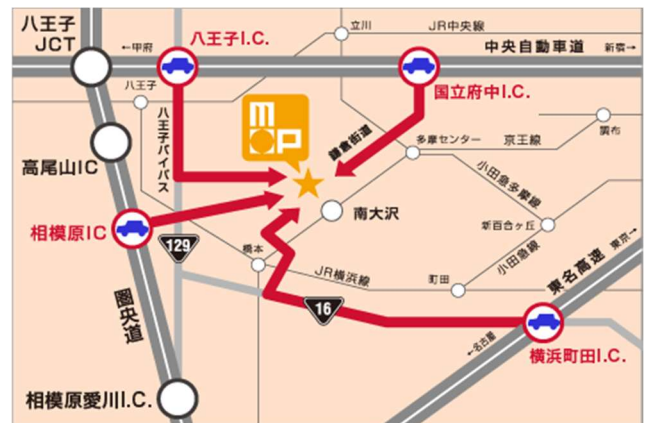 八王子
JCT
←甲府
八王子I.C.
立川
JR中央線
中央自動車道
新宿→
八王子
国立府中I.C.
八王子バイパス
mop
鎌倉街道
多摩センター
京王線
調布
高尾山IC
小田急多摩線
南大沢
相模原IC
129
橋本
新百合ヶ丘
小田急線
東京→
東名高速
JR横浜線
町田
16
圏央道
←名古屋
横浜町田I.C.
相模原愛川I.C.